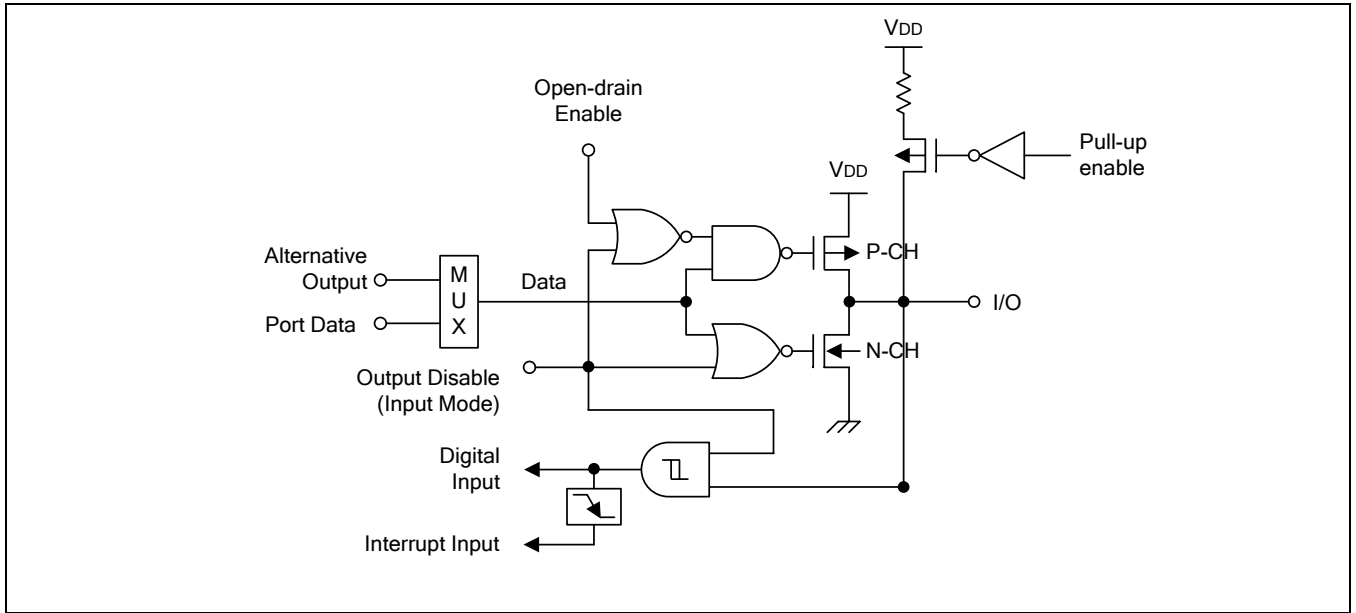 VDD
Open-drain
Enable
Pull-up
enable
VDD
Alternative
Output
M
U
X
Data
P-CH
Port Data
I/O
N-CH
Output Disable
(Input Mode)
Digital
Input
Interrupt Input